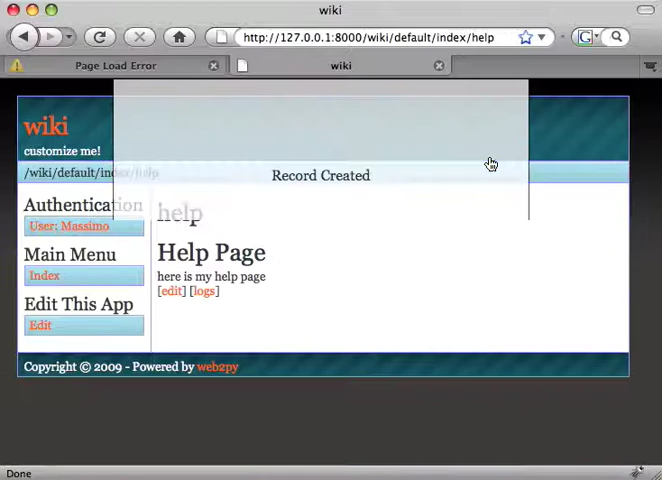 wiki
http://127.0.0.1:8000/wiki/default/index/help
G
Page Load Error
wiki
wiki
customize me!
/wiki/default/index/help
Record Created
Authentication
User: Massimo
Main Menu
Index
Edit This App
Edit
help
Help Page
here is my help page
[edit] [logs]
Copyright © 2009 - Powered by web2py
Done